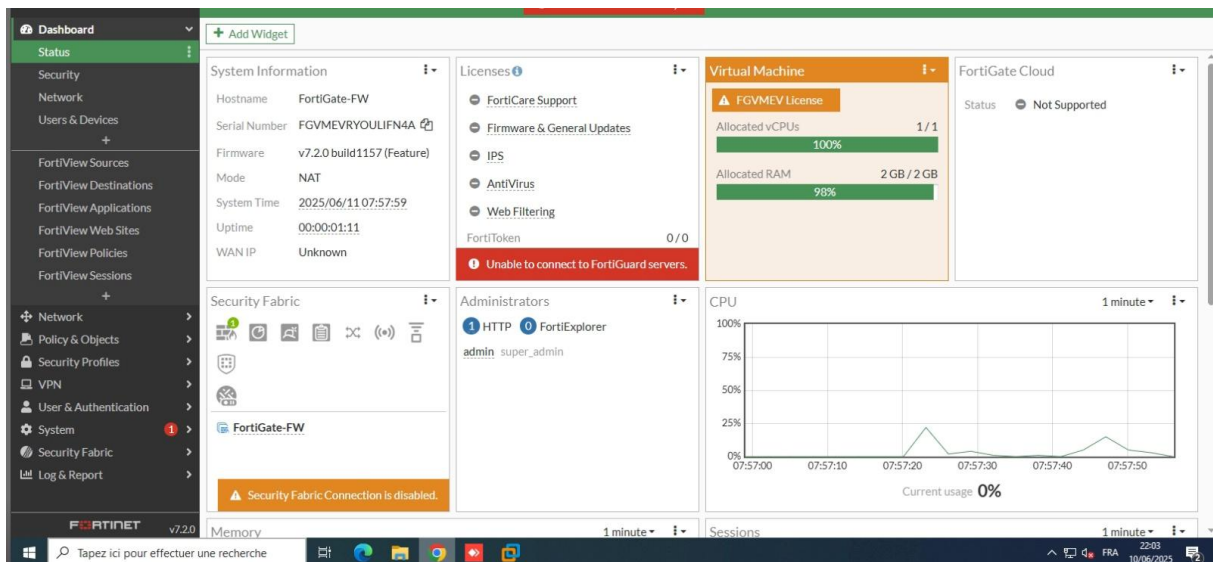 Dashboard
Status
Security
Network
Users & Devices
+
FortiView Sources
FortiView Destinations
FortiView Applications
FortiView Web Sites
FortiView Policies
FortiView Sessions
+
Network
Policy & Objects
Security Profiles
VPN
User & Authentication
System 1
Security Fabric
Log & Report
FORTINET v7.2.0
+ Add Widget
System Information
Hostname FortiGate-FW
Serial Number FGVMEVRYOULIFN4A
Firmware v7.2.0 build1157 (Feature)
Mode NAT
System Time 2025/06/11 07:57:59
Uptime 00:00:01:11
WAN IP Unknown
Licenses
FortiCare Support
Firmware & General Updates
IPS
AntiVirus
Web Filtering
FortiToken 0/0
Unable to connect to FortiGuard servers.
Virtual Machine
FGVMEV License
Allocated vCPUs 1/1
100%
Allocated RAM 2 GB / 2 GB
98%
FortiGate Cloud
Status Not Supported
Security Fabric
1
FortiGate-FW
Security Fabric Connection is disabled.
Administrators
1 HTTP 0 FortiExplorer
admin super_admin
CPU 1 minute
100%
75%
50%
25%
0%
07:57:00 07:57:10 07:57:20 07:57:30 07:57:40 07:57:50
Current usage 0%
Memory 1 minute
Sessions 1 minute
Tapez ici pour effectuer une recherche
FRA
22:03
10/06/2025
2